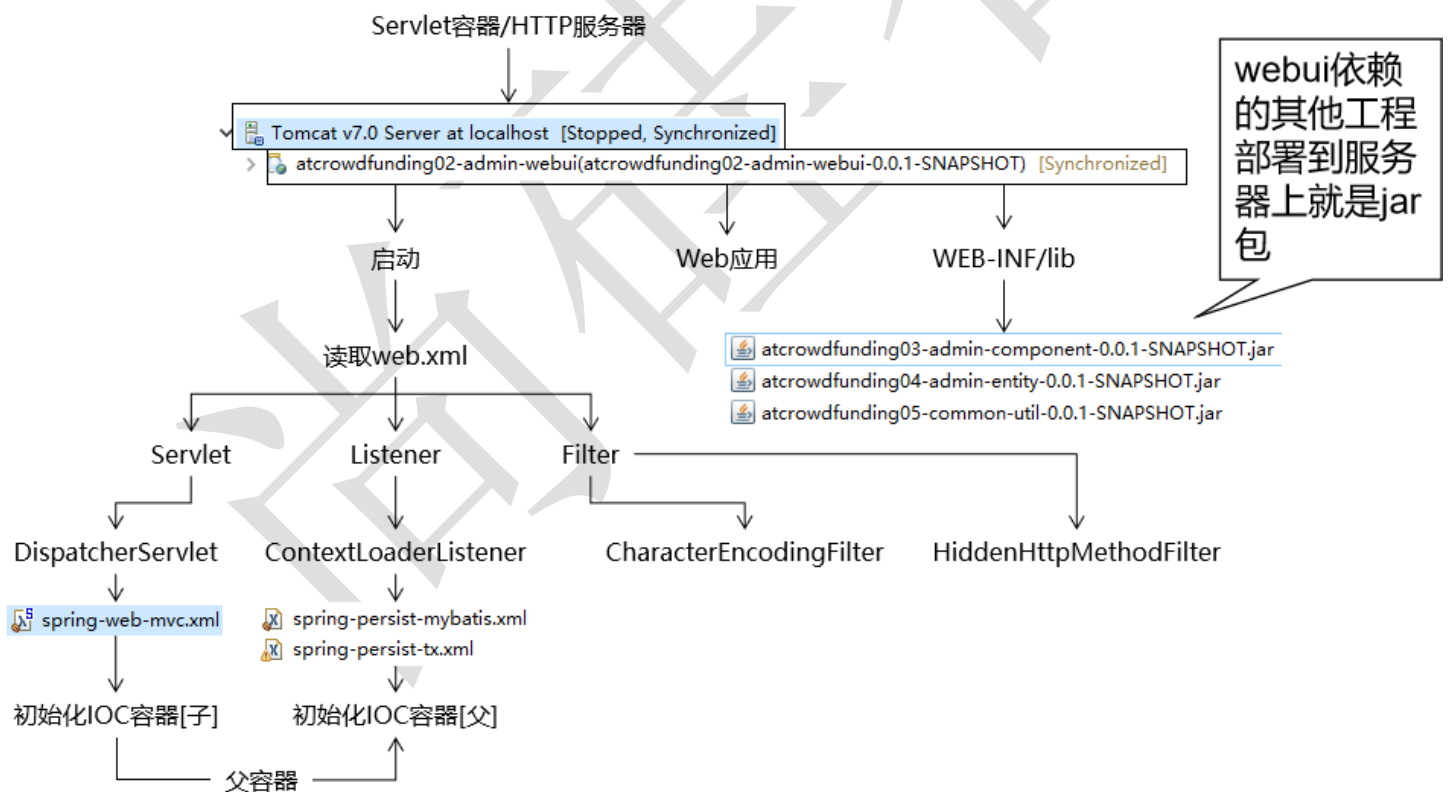 Servlet容器/HTTP服务器
webui依赖
的其他工程
部署到服务
器上就是jar
包
Tomcat v7.0 Server at localhost [Stopped, Synchronized]
atcrowdfunding02-admin-webui(atcrowdfunding02-admin-webui-0.0.1-SNAPSHOT) [Synchronized]
启动
Web应用
WEB-INF/lib
读取web.xml
atcrowdfunding03-admin-component-0.0.1-SNAPSHOT.jar
atcrowdfunding04-admin-entity-0.0.1-SNAPSHOT.jar
atcrowdfunding05-common-util-0.0.1-SNAPSHOT.jar
Servlet
Listener
Filter
DispatcherServlet
ContextLoaderListener
CharacterEncodingFilter
HiddenHttpMethodFilter
spring-web-mvc.xml
spring-persist-mybatis.xml
spring-persist-tx.xml
初始化IOC容器[子]
初始化IOC容器[父]
父容器